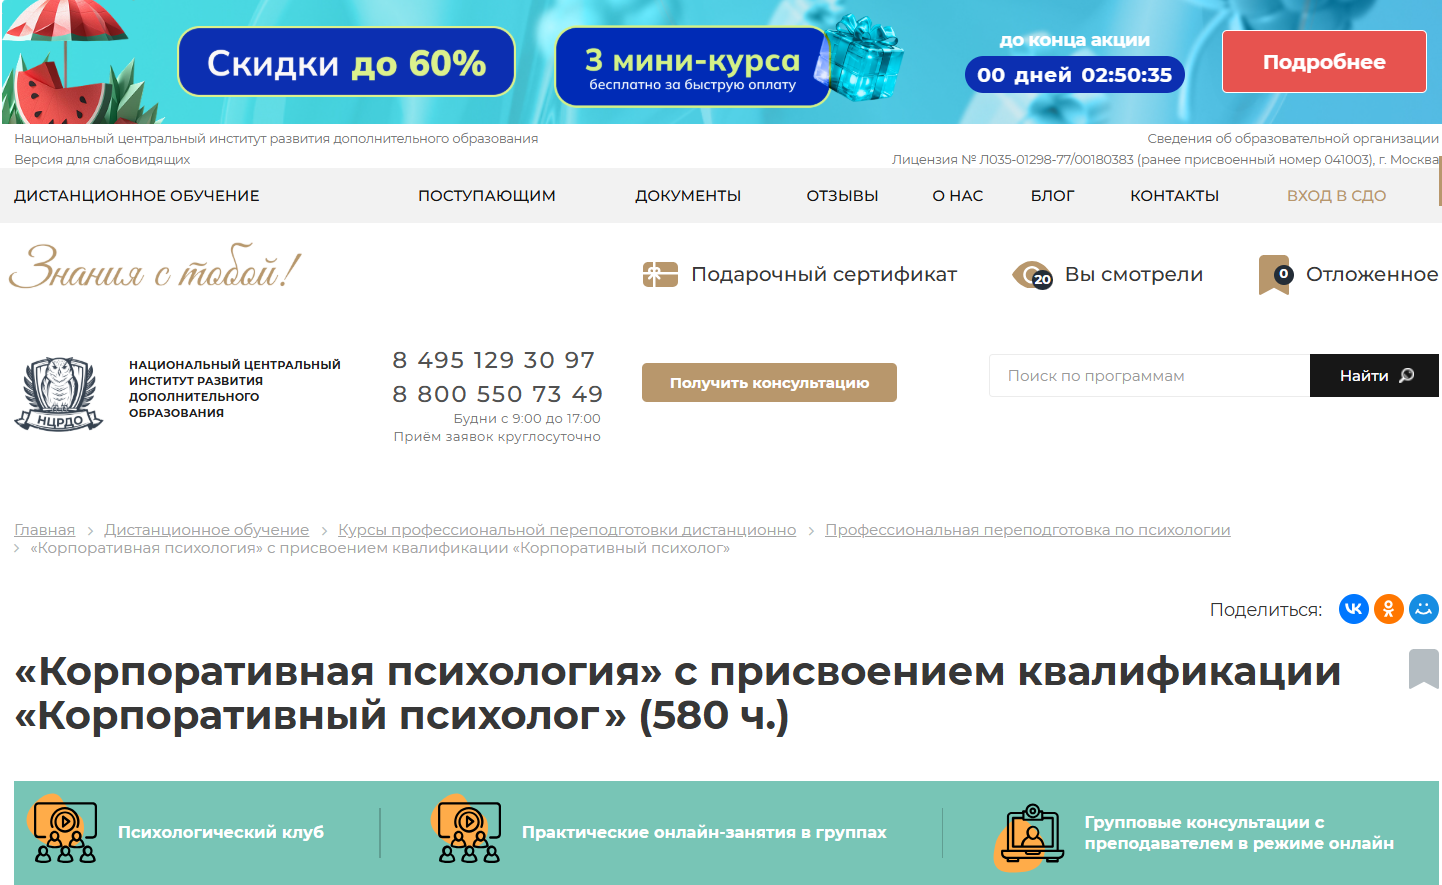 Скидки до 60%
3 мини-курса
бесплатно за быструю оплату
до конца акции
00 дней 02:50:35
Подробнее
Национальный центральный институт развития дополнительного образования
Сведения об образовательной организации
Версия для слабовидящих
Лицензия № Л035-01298-77/00180383 (ранее присвоенный номер 041003), г. Москва
ДИСТАНЦИОННОЕ ОБУЧЕНИЕ ПОСТУПАЮЩИМ ДОКУМЕНТЫ ОТЗЫВЫ О НАС БЛОГ КОНТАКТЫ ВХОД В СДО
Знания с тобой!
Подарочный сертификат
20 Вы смотрели
0 Отложенное
НЦРДО
НАЦИОНАЛЬНЫЙ ЦЕНТРАЛЬНЫЙ
ИНСТИТУТ РАЗВИТИЯ
ДОПОЛНИТЕЛЬНОГО
ОБРАЗОВАНИЯ
8 495 129 30 97
8 800 550 73 49
Будни с 9:00 до 17:00
Приём заявок круглосуточно
Получить консультацию
Поиск по программам
Найти
Главная > Дистанционное обучение > Курсы профессиональной переподготовки дистанционно > Профессиональная переподготовка по психологии
> «Корпоративная психология» с присвоением квалификации «Корпоративный психолог»
Поделиться:
«Корпоративная психология» с присвоением квалификации
«Корпоративный психолог» (580 ч.)
Психологический клуб
Практические онлайн-занятия в группах
Групповые консультации с
преподавателем в режиме онлайн